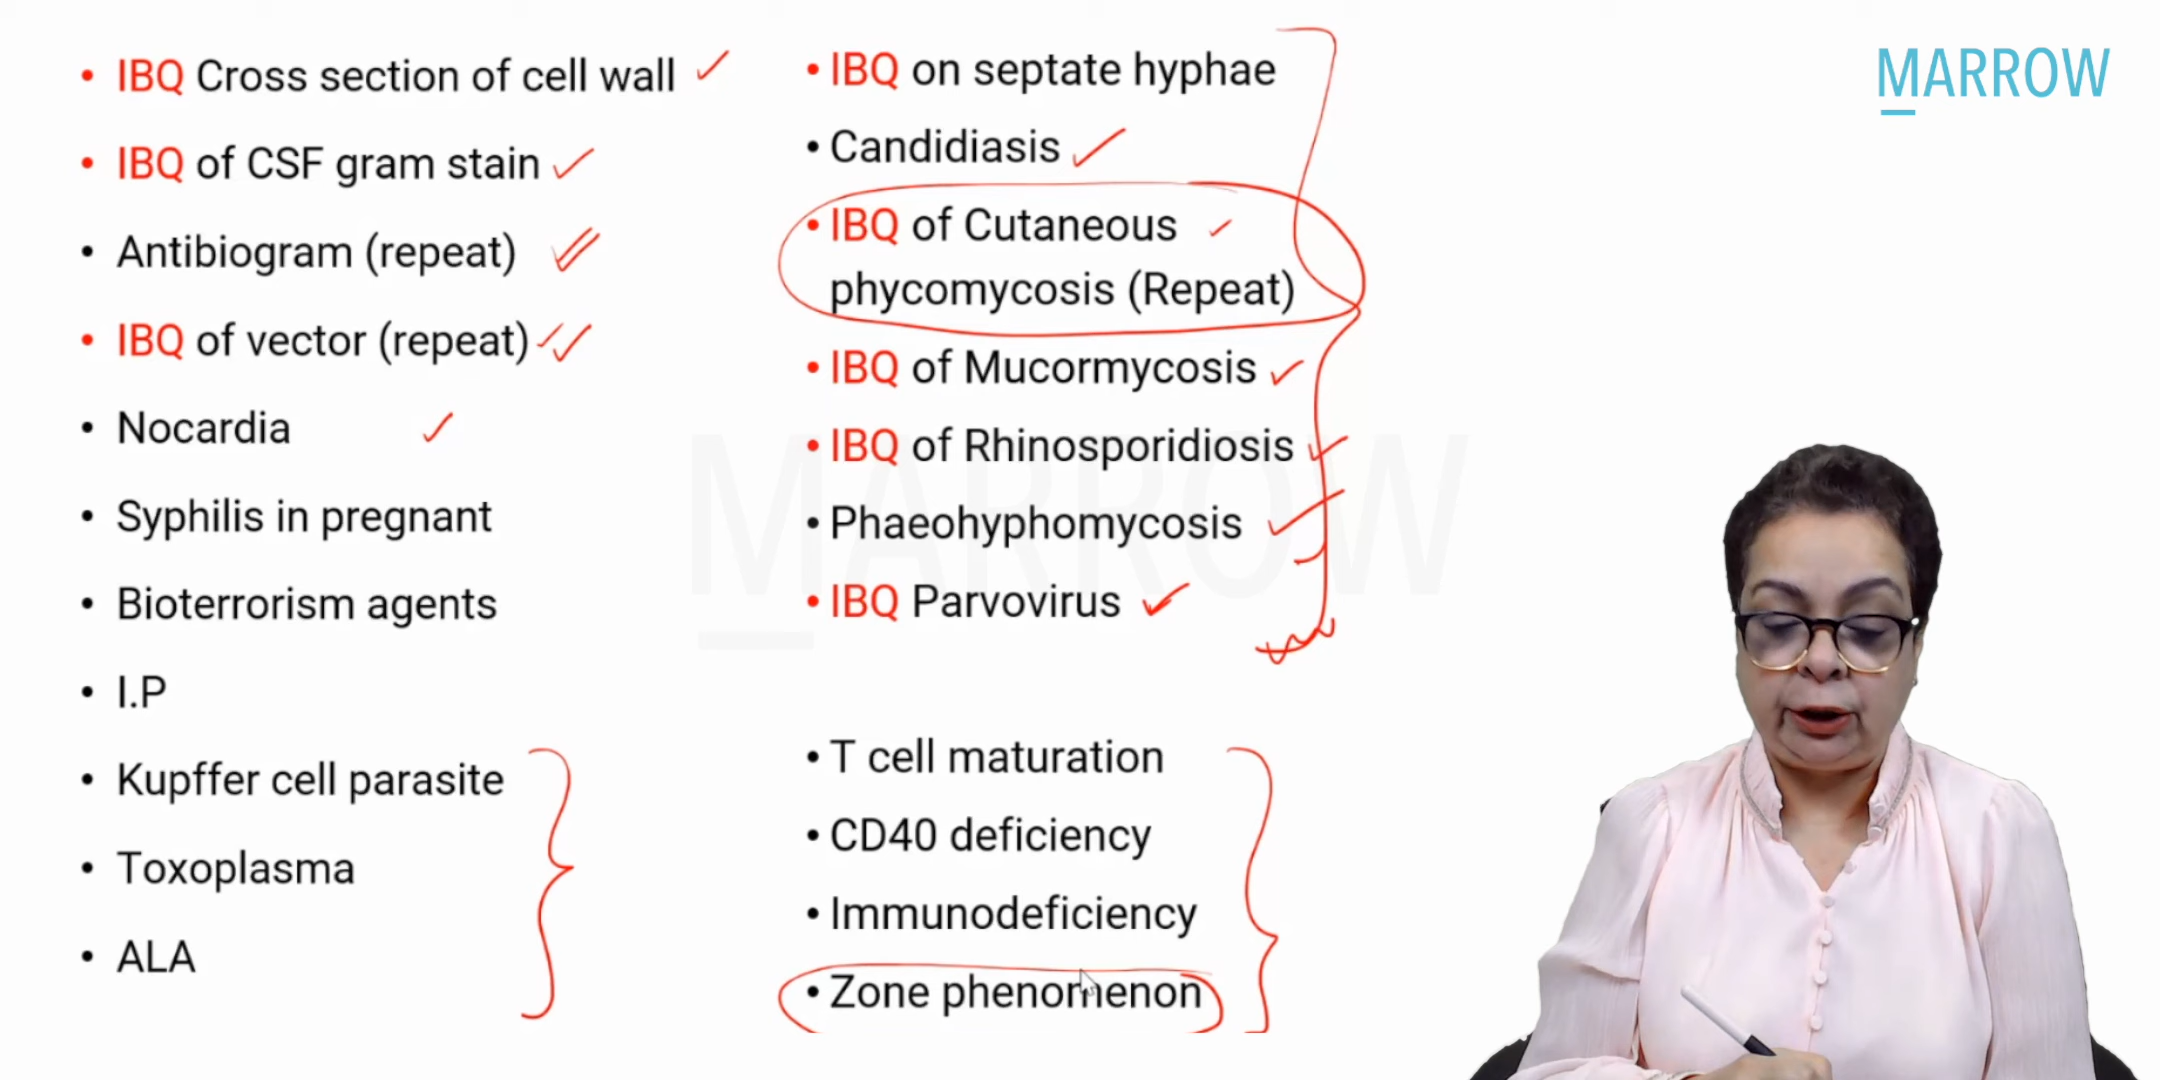 • IBQ Cross section of cell wall
• IBQ of CSF gram stain
• Antibiogram (repeat)
• IBQ of vector (repeat)
• Nocardia
• Syphilis in pregnant
• Bioterrorism agents
• I.P
• Kupffer cell parasite
• Toxoplasma
• ALA
• IBQ on septate hyphae
• Candidiasis
• IBQ of Cutaneous
phycomycosis (Repeat)
• IBQ of Mucormycosis
• IBQ of Rhinosporidiosis
• Phaeohyphomycosis
• IBQ Parvovirus
• T cell maturation
• CD40 deficiency
• Immunodeficiency
• Zone phenomenon
MARROW
MARROW